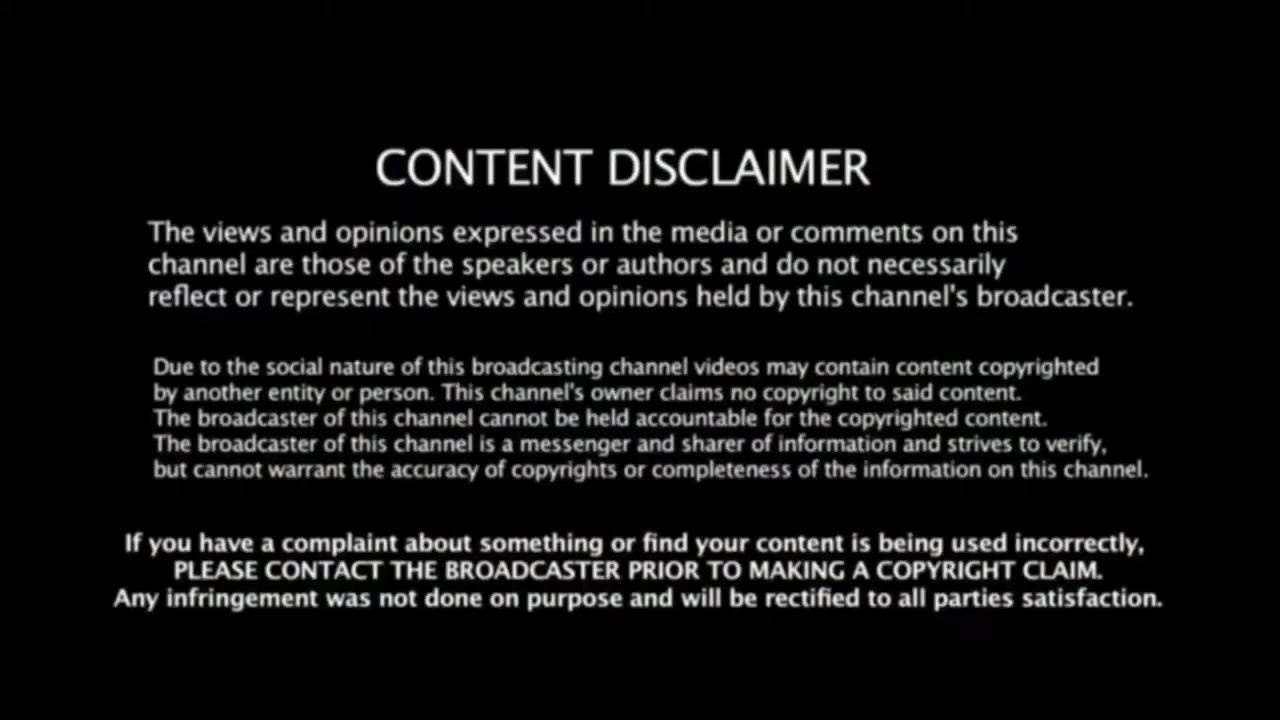 CONTENT DISCLAIMER
The views and opinions expressed in the media or comments on this
channel are those of the speakers or authors and do not necessarily
reflect or represent the views and opinions held by this channel's broadcaster.
Due to the social nature of this broadcasting channel videos may contain content copyrighted
by another entity or person. This channel's owner claims no copyright to said content.
The broadcaster of this channel cannot be held accountable for the copyrighted content.
The broadcaster of this channel is a messenger and sharer of information and strives to verify,
but cannot warrant the accuracy of copyrights or completeness of the information on this channel.
If you have a complaint about something or find your content is being used incorrectly,
PLEASE CONTACT THE BROADCASTER PRIOR TO MAKING A COPYRIGHT CLAIM.
Any infringement was not done on purpose and will be rectified to all parties satisfaction.